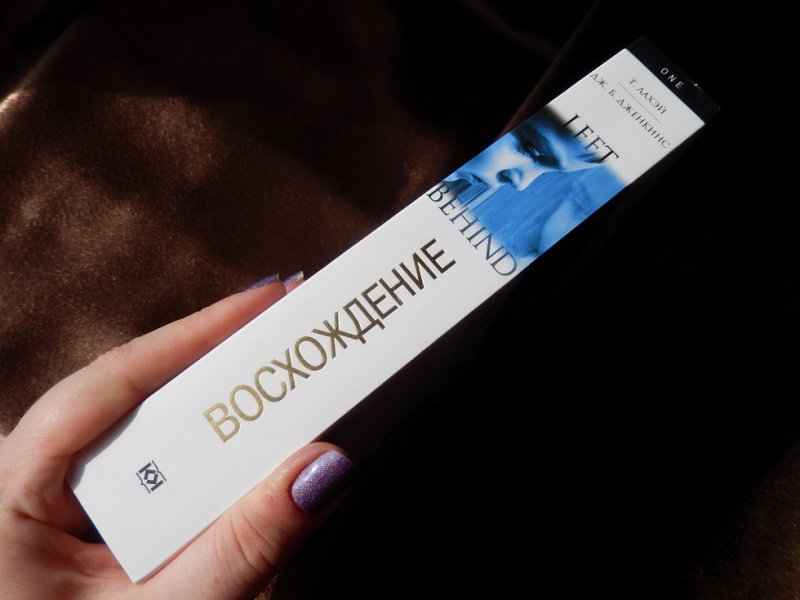 ONE
Т. ЛАХЭЙ
ДЖ. Б. ДЖЕНКИНС
LEFT
BEHIND
ВОСХОЖДЕНИЕ